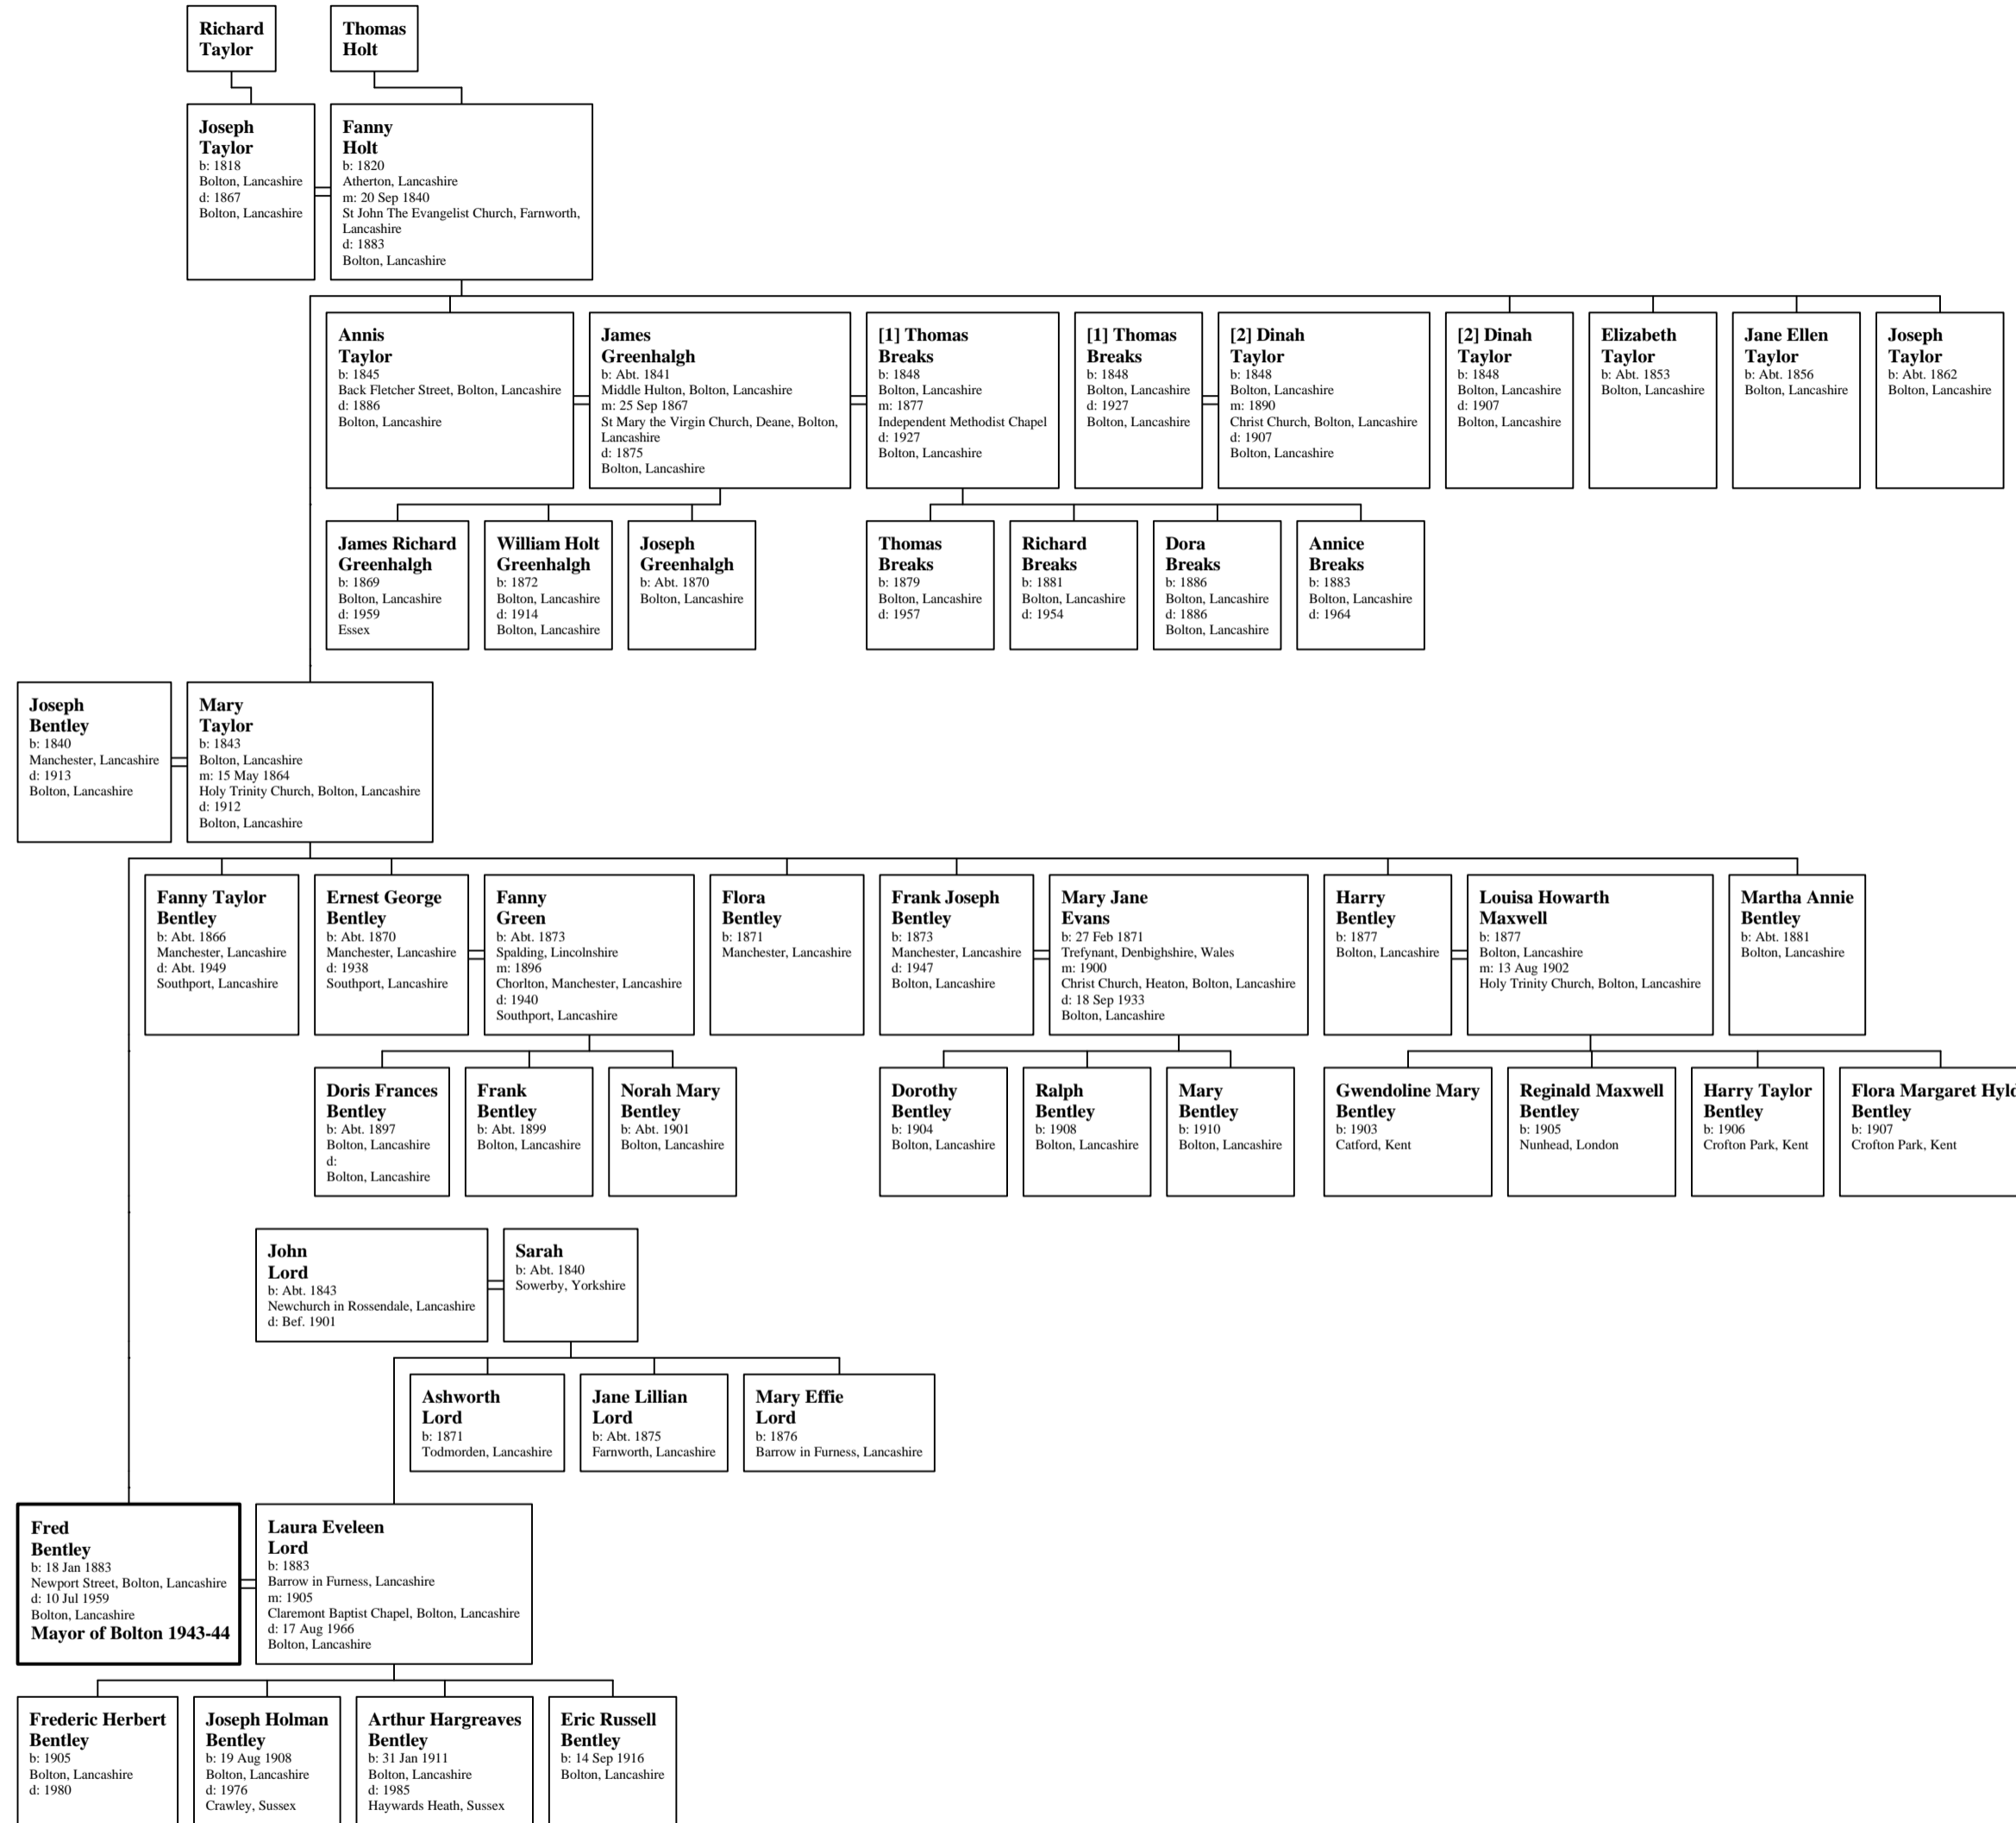 Richard
Taylor
Thomas
Holt
Joseph
Taylor
b: 1818
Bolton, Lancashire
d: 1867
Bolton, Lancashire
Fanny
Holt
b: 1820
Atherton, Lancashire
m: 20 Sep 1840
St John The Evangelist Church, Farnworth,
Lancashire
d: 1883
Bolton, Lancashire
Annis
Taylor
b: 1845
Back Fletcher Street, Bolton, Lancashire
d: 1886
Bolton, Lancashire
James
Greenhalgh
b: Abt. 1841
Middle Hulton, Bolton, Lancashire
m: 25 Sep 1867
St Mary the Virgin Church, Deane, Bolton,
Lancashire
d: 1875
Bolton, Lancashire
[1] Thomas
Breaks
b: 1848
Bolton, Lancashire
m: 1877
Independent Methodist Chapel
d: 1927
Bolton, Lancashire
[1] Thomas
Breaks
b: 1848
Bolton, Lancashire
d: 1927
Bolton, Lancashire
[2] Dinah
Taylor
b: 1848
Bolton, Lancashire
m: 1890
Christ Church, Bolton, Lancashire
d: 1907
Bolton, Lancashire
[2] Dinah
Taylor
b: 1848
Bolton, Lancashire
d: 1907
Bolton, Lancashire
Elizabeth
Taylor
b: Abt. 1853
Bolton, Lancashire
Jane Ellen
Taylor
b: Abt. 1856
Bolton, Lancashire
Joseph
Taylor
b: Abt. 1862
Bolton, Lancashire
James Richard
Greenhalgh
b: 1869
Bolton, Lancashire
d: 1959
Essex
William Holt
Greenhalgh
b: 1872
Bolton, Lancashire
d: 1914
Bolton, Lancashire
Joseph
Greenhalgh
b: Abt. 1870
Bolton, Lancashire
Thomas
Breaks
b: 1879
Bolton, Lancashire
d: 1957
Richard
Breaks
b: 1881
Bolton, Lancashire
d: 1954
Dora
Breaks
b: 1886
Bolton, Lancashire
d: 1886
Bolton, Lancashire
Annice
Breaks
b: 1883
Bolton, Lancashire
d: 1964
Joseph
Bentley
b: 1840
Manchester, Lancashire
d: 1913
Bolton, Lancashire
Mary
Taylor
b: 1843
Bolton, Lancashire
m: 15 May 1864
Holy Trinity Church, Bolton, Lancashire
d: 1912
Bolton, Lancashire
Fanny Taylor
Bentley
b: Abt. 1866
Manchester, Lancashire
d: Abt. 1949
Southport, Lancashire
Ernest George
Bentley
b: Abt. 1870
Manchester, Lancashire
d: 1938
Southport, Lancashire
Fanny
Green
b: Abt. 1873
Spalding, Lincolnshire
m: 1896
Chorlton, Manchester, Lancashire
d: 1940
Southport, Lancashire
Flora
Bentley
b: 1871
Manchester, Lancashire
Frank Joseph
Bentley
b: 1873
Manchester, Lancashire
d: 1947
Bolton, Lancashire
Mary Jane
Evans
b: 27 Feb 1871
Trefynant, Denbighshire, Wales
m: 1900
Christ Church, Heaton, Bolton, Lancashire
d: 18 Sep 1933
Bolton, Lancashire
Harry
Bentley
b: 1877
Bolton, Lancashire
Louisa Howarth
Maxwell
b: 1877
Bolton, Lancashire
m: 13 Aug 1902
Holy Trinity Church, Bolton, Lancashire
Martha Annie
Bentley
b: Abt. 1881
Bolton, Lancashire
Doris Frances
Bentley
b: Abt. 1897
Bolton, Lancashire
d:
Bolton, Lancashire
Frank
Bentley
b: Abt. 1899
Bolton, Lancashire
Norah Mary
Bentley
b: Abt. 1901
Bolton, Lancashire
Dorothy
Bentley
b: 1904
Bolton, Lancashire
Ralph
Bentley
b: 1908
Bolton, Lancashire
Mary
Bentley
b: 1910
Bolton, Lancashire
Gwendoline Mary
Bentley
b: 1903
Catford, Kent
Reginald Maxwell
Bentley
b: 1905
Nunhead, London
Harry Taylor
Bentley
b: 1906
Crofton Park, Kent
Flora Margaret
Bentley
b: 1907
Crofton Park, Kent
John
Lord
b: Abt. 1843
Newchurch in Rossendale, Lancashire
d: Bef. 1901
Sarah
b: Abt. 1840
Sowerby, Yorkshire
Ashworth
Lord
b: 1871
Todmorden, Lancashire
Jane Lillian
Lord
b: Abt. 1875
Farnworth, Lancashire
Mary Effie
Lord
b: 1876
Barrow in Furness, Lancashire
Fred
Bentley
b: 18 Jan 1883
Newport Street, Bolton, Lancashire
d: 10 Jul 1959
Bolton, Lancashire
Mayor of Bolton 1943-44
Laura Eveleen
Lord
b: 1883
Barrow in Furness, Lancashire
m: 1905
Claremont Baptist Chapel, Bolton, Lancashire
d: 17 Aug 1966
Bolton, Lancashire
Frederic Herbert
Bentley
b: 1905
Bolton, Lancashire
d: 1980
Joseph Holman
Bentley
b: 19 Aug 1908
Bolton, Lancashire
d: 1976
Crawley, Sussex
Arthur Hargreaves
Bentley
b: 31 Jan 1911
Bolton, Lancashire
d: 1985
Haywards Heath, Sussex
Eric Russell
Bentley
b: 14 Sep 1916
Bolton, Lancashire